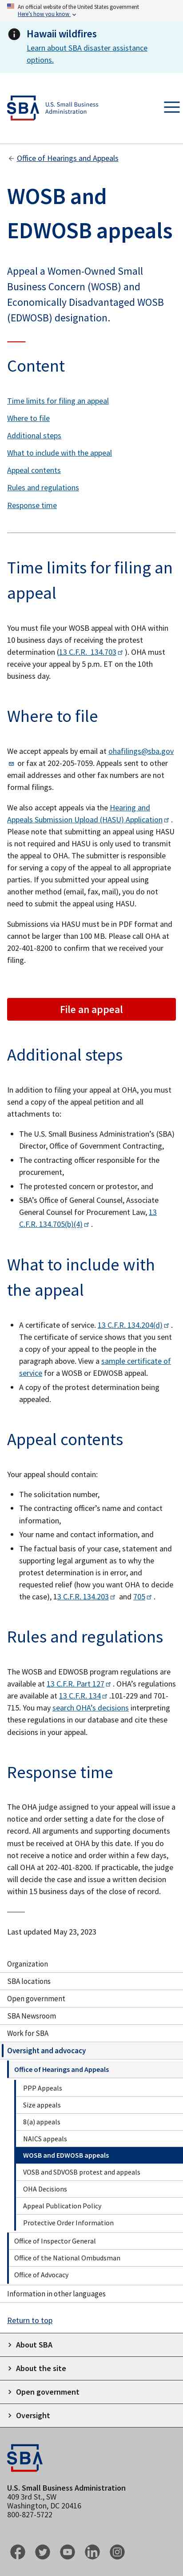 An official website of the United States government
Here's how you know
Hawaii wildfires
Learn about SBA disaster assistance
options.
SBA
U.S. Small Business
Administration
Office of Hearings and Appeals
WOSB and
EDWOSB appeals
Appeal a Women-Owned Small
Business Concern (WOSB) and
Economically Disadvantaged WOSB
(EDWOSB) designation.
Content
Time limits for filing an appeal
Where to file
Additional steps
What to include with the appeal
Appeal contents
Rules and regulations
Response time
Time limits for filing an
appeal
You must file your WOSB appeal with OHA within
10 business days of receiving the protest
determination (13 C.F.R. 134.703 ). OHA must
receive your appeal by 5 p.m. ET on the 10th
business day.
Where to file
We accept appeals by email at ohafilings@sba.gov
or fax at 202-205-7059. Appeals sent to other
email addresses and other fax numbers will not be
proper filings.
We also accept appeals via the Hearing and
Appeals Submission Upload (HASU) Application .
Please note that submitting an appeal using HASU
is not required and HASU is only used to transmit
the appeal to OHA. The submitter is responsible
for serving a copy of the appeal to all other
parties. If you submit your appeal by another
method (email, fax, mail), you do not
have to submit the appeal using HASU.
Submissions via HASU must be in PDF format and
cannot be larger than 100 MB. Please call OHA at
202-401-8200 to confirm that we received your
filing.
File an appeal
Additional steps
In addition to filing your appeal at OHA, you must
send a copy of the appeal petition and all
attachments to:
The U.S. Small Business Administration's (SBA)
Director, Office of Government Contracting,
The contracting officer responsible for the
procurement,
The protested concern or protestor, and
SBA's Office of General Counsel, Associate
General Counsel for Procurement Law, 13
C.F.R. 134.705(b)(4) .
What to include with
the appeal
A certificate of service. 13 C.F.R. 134.204(d) .
The certificate of service shows that you sent
a copy of your appeal to the people in the
paragraph above. View a sample certificate of
service for a WOSB or EDWOSB appeal.
A copy of the protest determination being
appealed.
Appeal contents
Your appeal should contain:
The solicitation number,
The contracting officer's name and contact
information,
Your name and contact information, and
The factual basis of your case, statement and
supporting legal argument as to why the
protest determination is in error, and
requested relief (how you want OHA to decide
the case), 13 C.F.R. 134.203 and 705 .
Rules and regulations
The WOSB and EDWOSB program regulations are
available at 13 C.F.R. Part 127 . OHA's regulations
are available at 13 C.F.R. 134 .101-229 and 701-
715. You may search OHA's decisions interpreting
these regulations in our database and cite these
decisions in your appeal.
Response time
The OHA judge assigned to your appeal will issue a
notice and order that will establish the close of
record. All arguments and supporting documents
must be received at OHA by this date. If you do
not receive a notice and order within a few days,
call OHA at 202-401-8200. If practicable, the judge
will decide the case and issue a written decision
within 15 business days of the close of record.
Last updated May 23, 2023
Organization
SBA locations
Open government
SBA Newsroom
Work for SBA
Oversight and advocacy
Office of Hearings and Appeals
PPP Appeals
Size appeals
8(a) appeals
NAICS appeals
WOSB and EDWOSB appeals
VOSB and SDVOSB protest and appeals
OHA Decisions
Appeal Publication Policy
Protective Order Information
Office of Inspector General
Office of the National Ombudsman
Office of Advocacy
Information in other languages
Return to top
About SBA
About the site
Open government
Oversight
SBA
U.S. Small Business Administration
409 3rd St., SW
Washington, DC 20416
800-827-5722